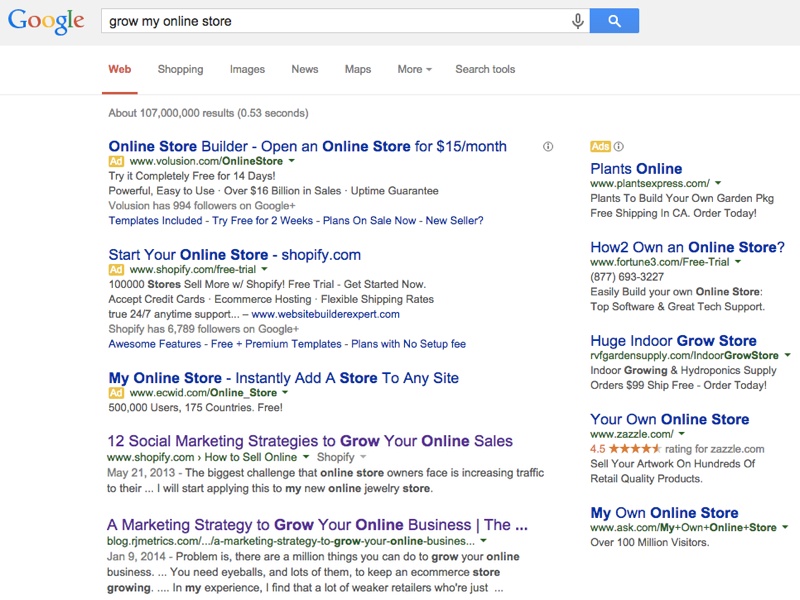 Google
grow my online store
Web Shopping Images News Maps More Search tools
About 107,000,000 results (0.53 seconds)
Online Store Builder - Open an Online Store for $15/month
Ad www.volusion.com/OnlineStore
Try it Completely Free for 14 Days!
Powerful, Easy to Use · Over $16 Billion in Sales · Uptime Guarantee
Volusion has 994 followers on Google+
Templates Included - Try Free for 2 Weeks - Plans On Sale Now - New Seller?
Start Your Online Store - shopify.com
Ad www.shopify.com/free-trial
100000 Stores Sell More w/ Shopify! Free Trial - Get Started Now.
Accept Credit Cards · Ecommerce Hosting · Flexible Shipping Rates
true 24/7 anytime support... – www.websitebuilderexpert.com
Shopify has 6,789 followers on Google+
Awesome Features - Free + Premium Templates - Plans with No Setup fee
My Online Store - Instantly Add A Store To Any Site
Ad www.ecwid.com/Online_Store
500,000 Users, 175 Countries. Free!
12 Social Marketing Strategies to Grow Your Online Sales
www.shopify.com › How to Sell Online Shopify
May 21, 2013 - The biggest challenge that online store owners face is increasing traffic
to their ... I will start applying this to my new online jewelry store.
A Marketing Strategy to Grow Your Online Business | The ...
blog.rjmetrics.com/.../a-marketing-strategy-to-grow-your-online-busines...
Jan 9, 2014 - Problem is, there are a million things you can do to grow your online
business. ... You need eyeballs, and lots of them, to keep an ecommerce store
growing. .... In my experience, I find that a lot of weaker retailers who're just ...
Ads
Plants Online
www.plantsexpress.com/
Plants To Build Your Own Garden Pkg
Free Shipping In CA. Order Today!
How2 Own an Online Store?
www.fortune3.com/Free-Trial
(877) 693-3227
Easily Build your own Online Store:
Top Software & Great Tech Support.
Huge Indoor Grow Store
rvfgardensupply.com/IndoorGrowStore
Indoor Growing & Hydroponics Supply
Orders $99 Ship Free - Order Today!
Your Own Online Store
www.zazzle.com/
4.5 ★★★★★ rating for zazzle.com
Sell Your Artwork On Hundreds Of
Retail Quality Products.
My Own Online Store
www.ask.com/My+Own+Online+Store
Over 100 Million Visitors.